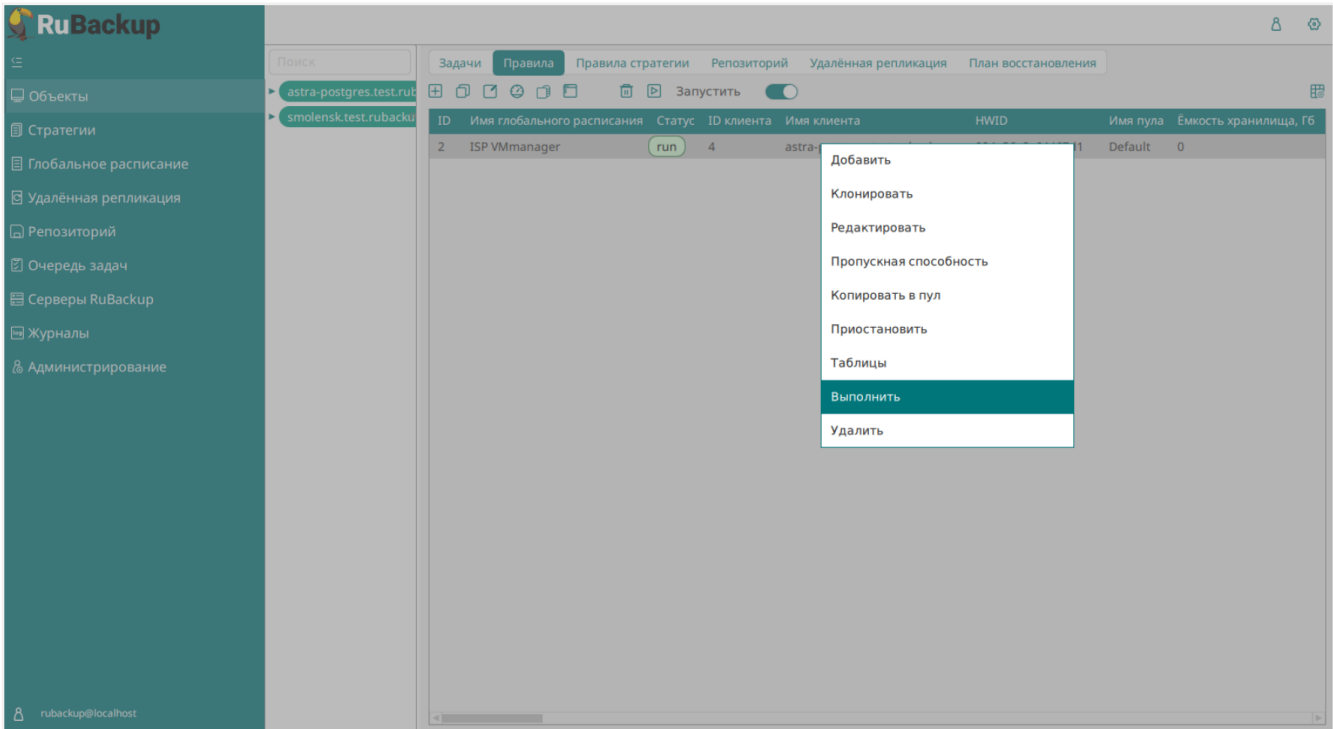 RuBackup
Поиск
Задачи Правила Правила стратегии Репозиторий Удалённая репликация План восстановления
Объекты
astra-postgres.test.rub
Запустить
smolensk.test.rubacku
Стратегии
ID Имя глобального расписания Статус ID клиента Имя клиента HWID Имя пула Ёмкость хранилища, Гб
2 ISP VMmanager run 4 astra- Default 0
Глобальное расписание
Удалённая репликация
Репозиторий
Очередь задач
Серверы RuBackup
Журналы
Администрирование
Добавить
Клонировать
Редактировать
Пропускная способность
Копировать в пул
Приостановить
Таблицы
Выполнить
Удалить
rubackup@localhost